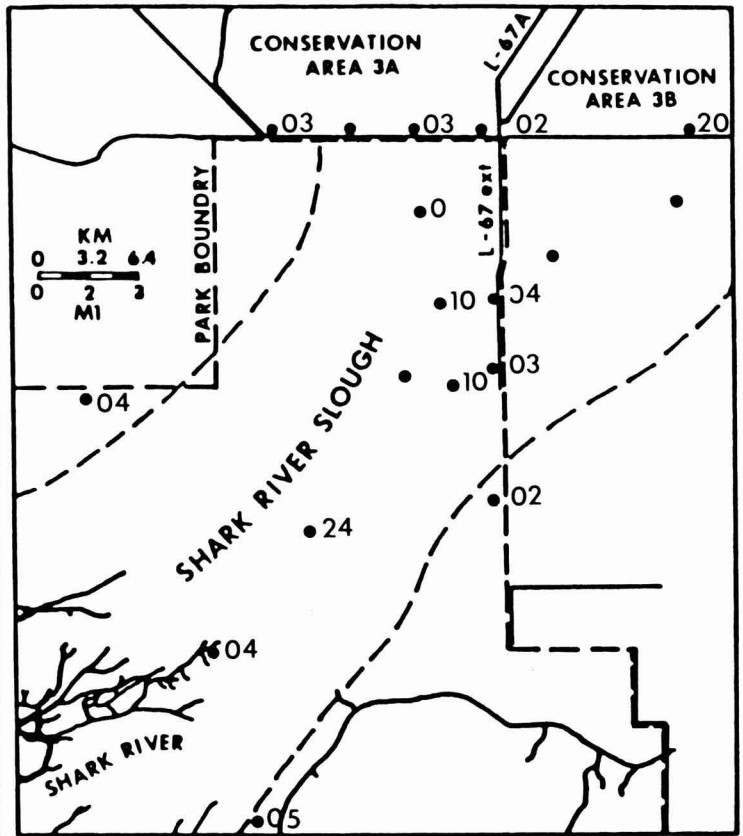 CONSERVATION
AREA 3A
L-67A
CONSERVATION
AREA 3B
03
03
02
20
PARK BOUNDRY
L-67 ext
0
KM
0 3.2 6.4
0 2 3
M1
10
04
03
10
04
SHARK RIVER SLOUGH
02
24
04
SHARK RIVER
05